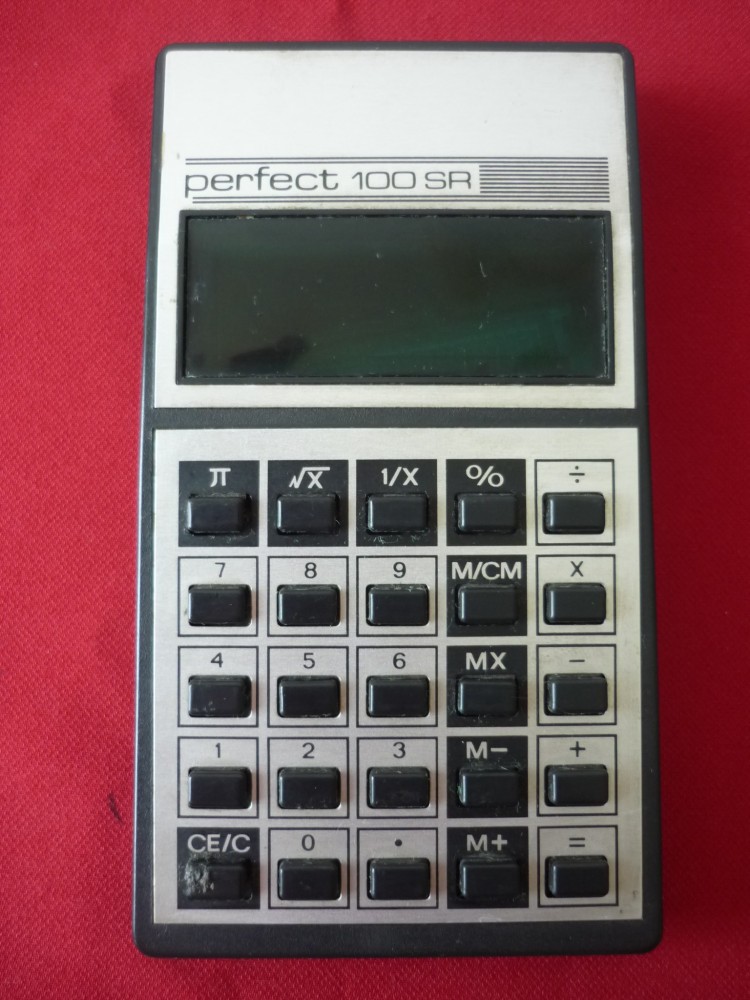 perfect 100 SR
π √x 1/X % ÷
7 8 9 M/CM X
4 5 6 MX −
1 2 3 M− +
CE/C 0 • M+ =